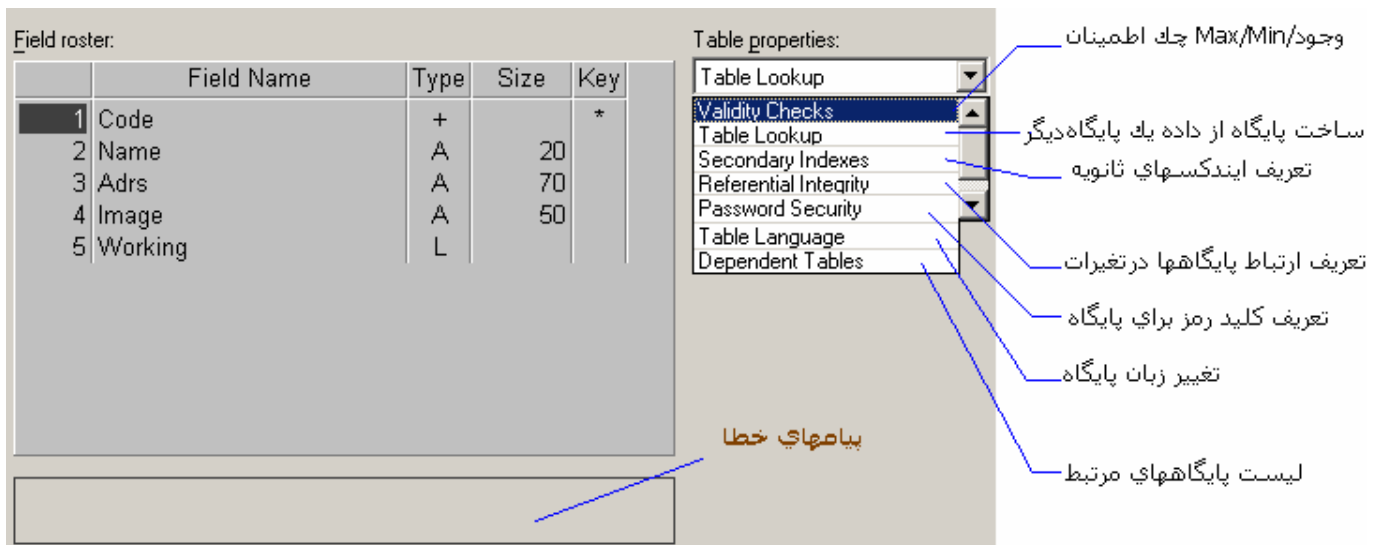 Field roster:
Field Name Type Size Key
1 Code + *
2 Name A 20
3 Adrs A 70
4 Image A 50
5 Working L
پيامهاي خطا
Table properties:
Table Lookup
Validity Checks
Table Lookup
Secondary Indexes
Referential Integrity
Password Security
Table Language
Dependent Tables
وجود/Max/Min چك اطمينان
ساخت پايگاه از داده يك پايگاه ديگر
تعريف ايندكسهاي ثانويه
تعريف ارتباط پايگاهها درتغيرات
تعريف كليد رمز براي پايگاه
تغيير زبان پايگاه
ليست پايگاههاي مرتبط